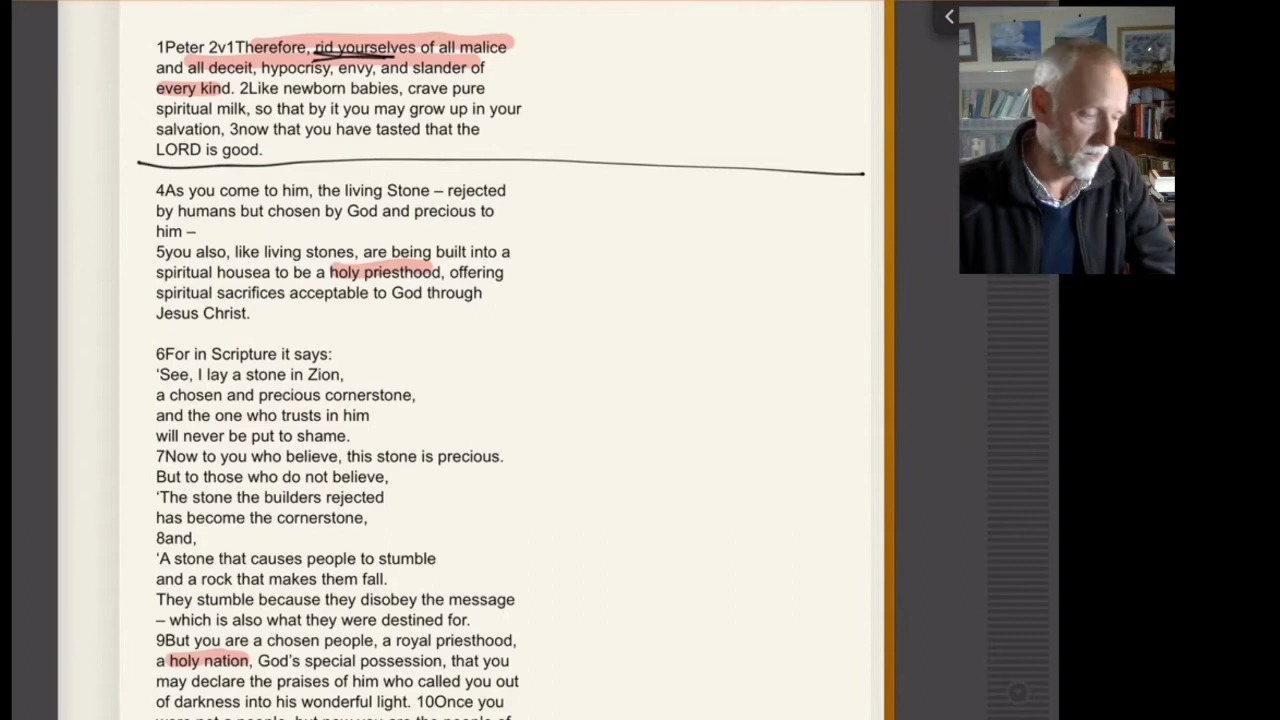 1Peter 2v1Therefore, rid yourselves of all malice
and all deceit, hypocrisy, envy, and slander of
every kind. 2Like newborn babies, crave pure
spiritual milk, so that by it you may grow up in your
salvation, 3now that you have tasted that the
LORD is good.
4As you come to him, the living Stone – rejected
by humans but chosen by God and precious to
him –
5you also, like living stones, are being built into a
spiritual housea to be a holy priesthood, offering
spiritual sacrifices acceptable to God through
Jesus Christ.
6For in Scripture it says:
‘See, I lay a stone in Zion,
a chosen and precious cornerstone,
and the one who trusts in him
will never be put to shame.
7Now to you who believe, this stone is precious.
But to those who do not believe,
‘The stone the builders rejected
has become the cornerstone,
8and,
‘A stone that causes people to stumble
and a rock that makes them fall.
They stumble because they disobey the message
– which is also what they were destined for.
9But you are a chosen people, a royal priesthood,
a holy nation, God’s special possession, that you
may declare the praises of him who called you out
of darkness into his wonderful light. 10Once you
were not a people, but now you are the people of